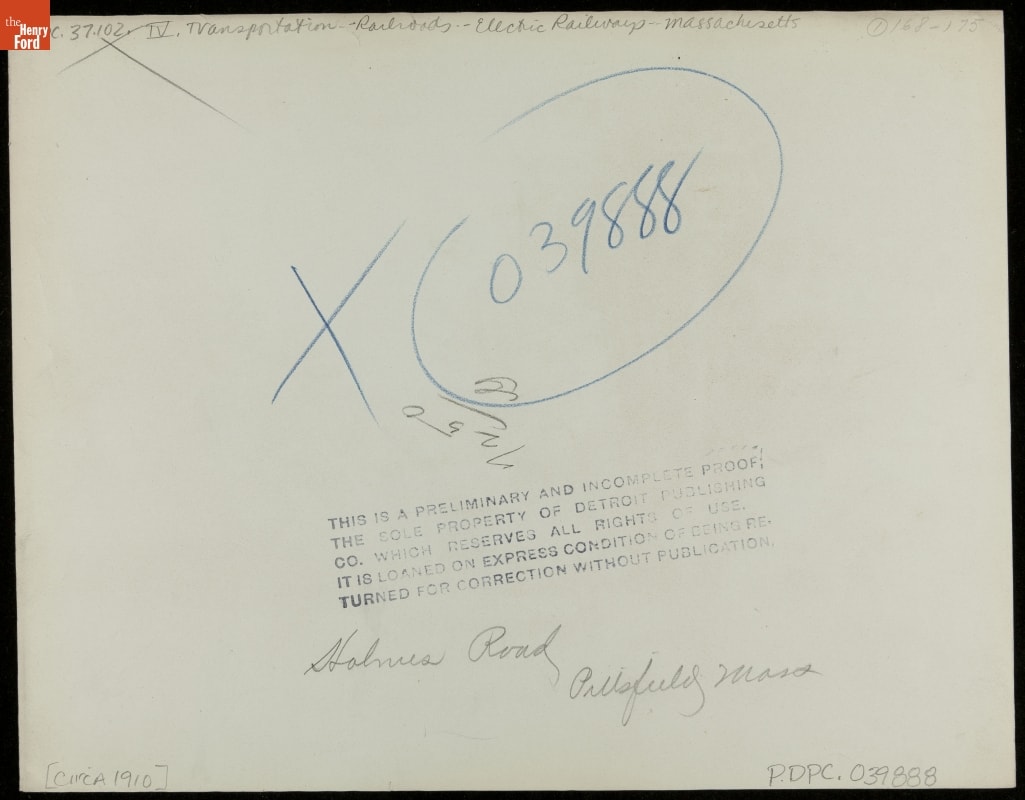 the
Henry
Ford
C. 37.102. IV. Transportation--Railroads--Electric Railways--Massachusetts
168-175
039888
X
THIS IS A PRELIMINARY AND INCOMPLETE PROOF;
THE SOLE PROPERTY OF DETROIT PUBLISHING
CO. WHICH RESERVES ALL RIGHTS OF USE.
IT IS LOANED ON EXPRESS CONDITION OF BEING RE-
TURNED FOR CORRECTION WITHOUT PUBLICATION.
Holmes Road
Pittsfield Mass
[CIRCA 1910]
P.DPC. 039888